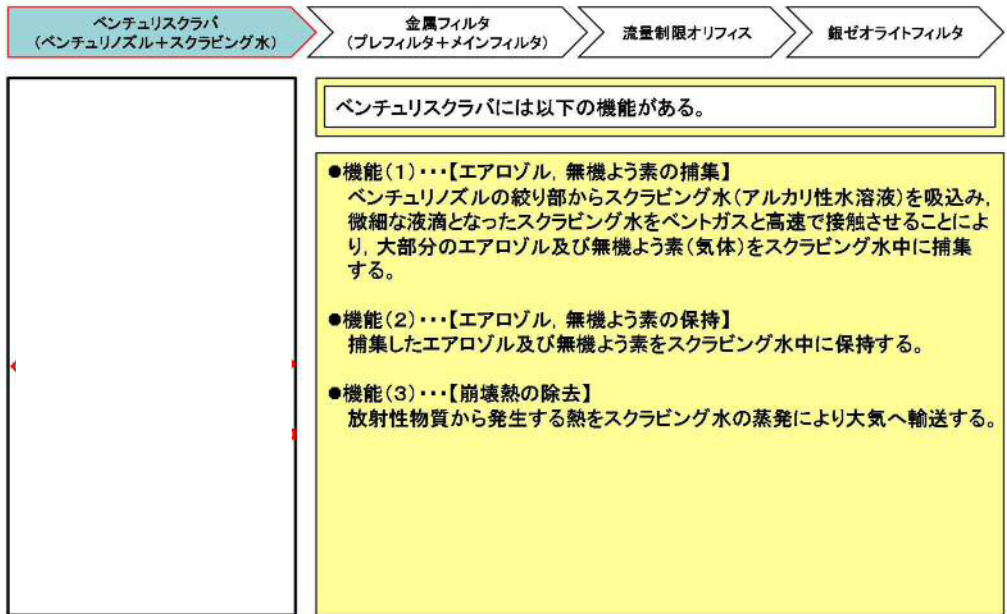 ベンチュリスクラバ
(ベンチュリノズル+スクラビング水)
金属フィルタ
(プレフィルタ+メインフィルタ)
流量制限オリフィス
銀ゼオライトフィルタ
ベンチュリスクラバには以下の機能がある。
●機能(1)・・・【エアロゾル, 無機よう素の捕集】
ベンチュリノズルの絞り部からスクラビング水(アルカリ性水溶液)を吸込み,
微細な液滴となったスクラビング水をベントガスと高速で接触させることによ
り, 大部分のエアロゾル及び無機よう素(気体)をスクラビング水中に捕集
する。
●機能(2)・・・【エアロゾル, 無機よう素の保持】
捕集したエアロゾル及び無機よう素をスクラビング水中に保持する。
●機能(3)・・・【崩壊熱の除去】
放射性物質から発生する熱をスクラビング水の蒸発により大気へ輸送する。